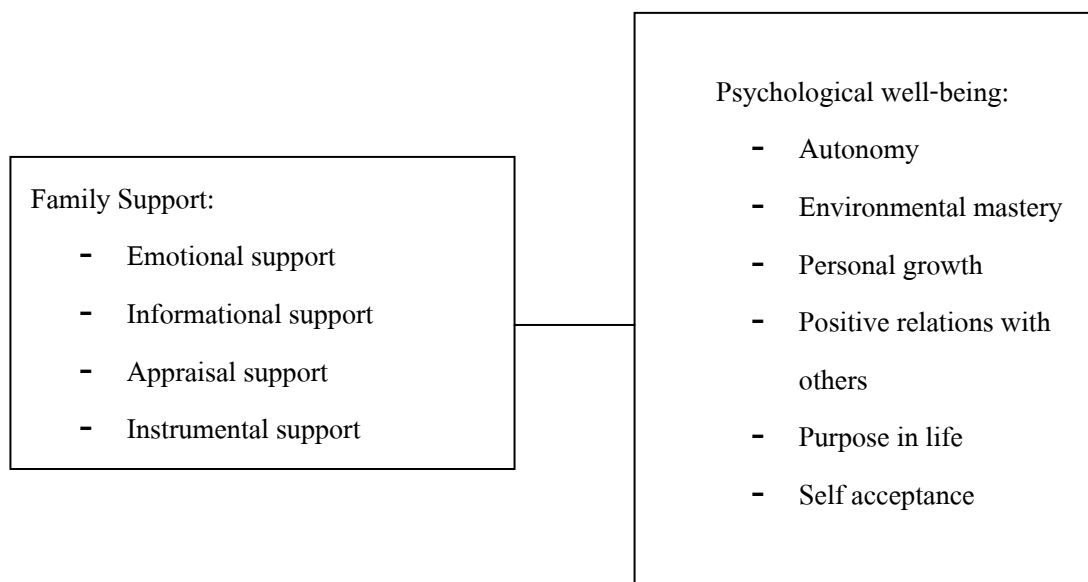 Family Support:
- Emotional support
- Informational support
- Appraisal support
- Instrumental support
Psychological well-being:
- Autonomy
- Environmental mastery
- Personal growth
- Positive relations with
others
- Purpose in life
- Self acceptance